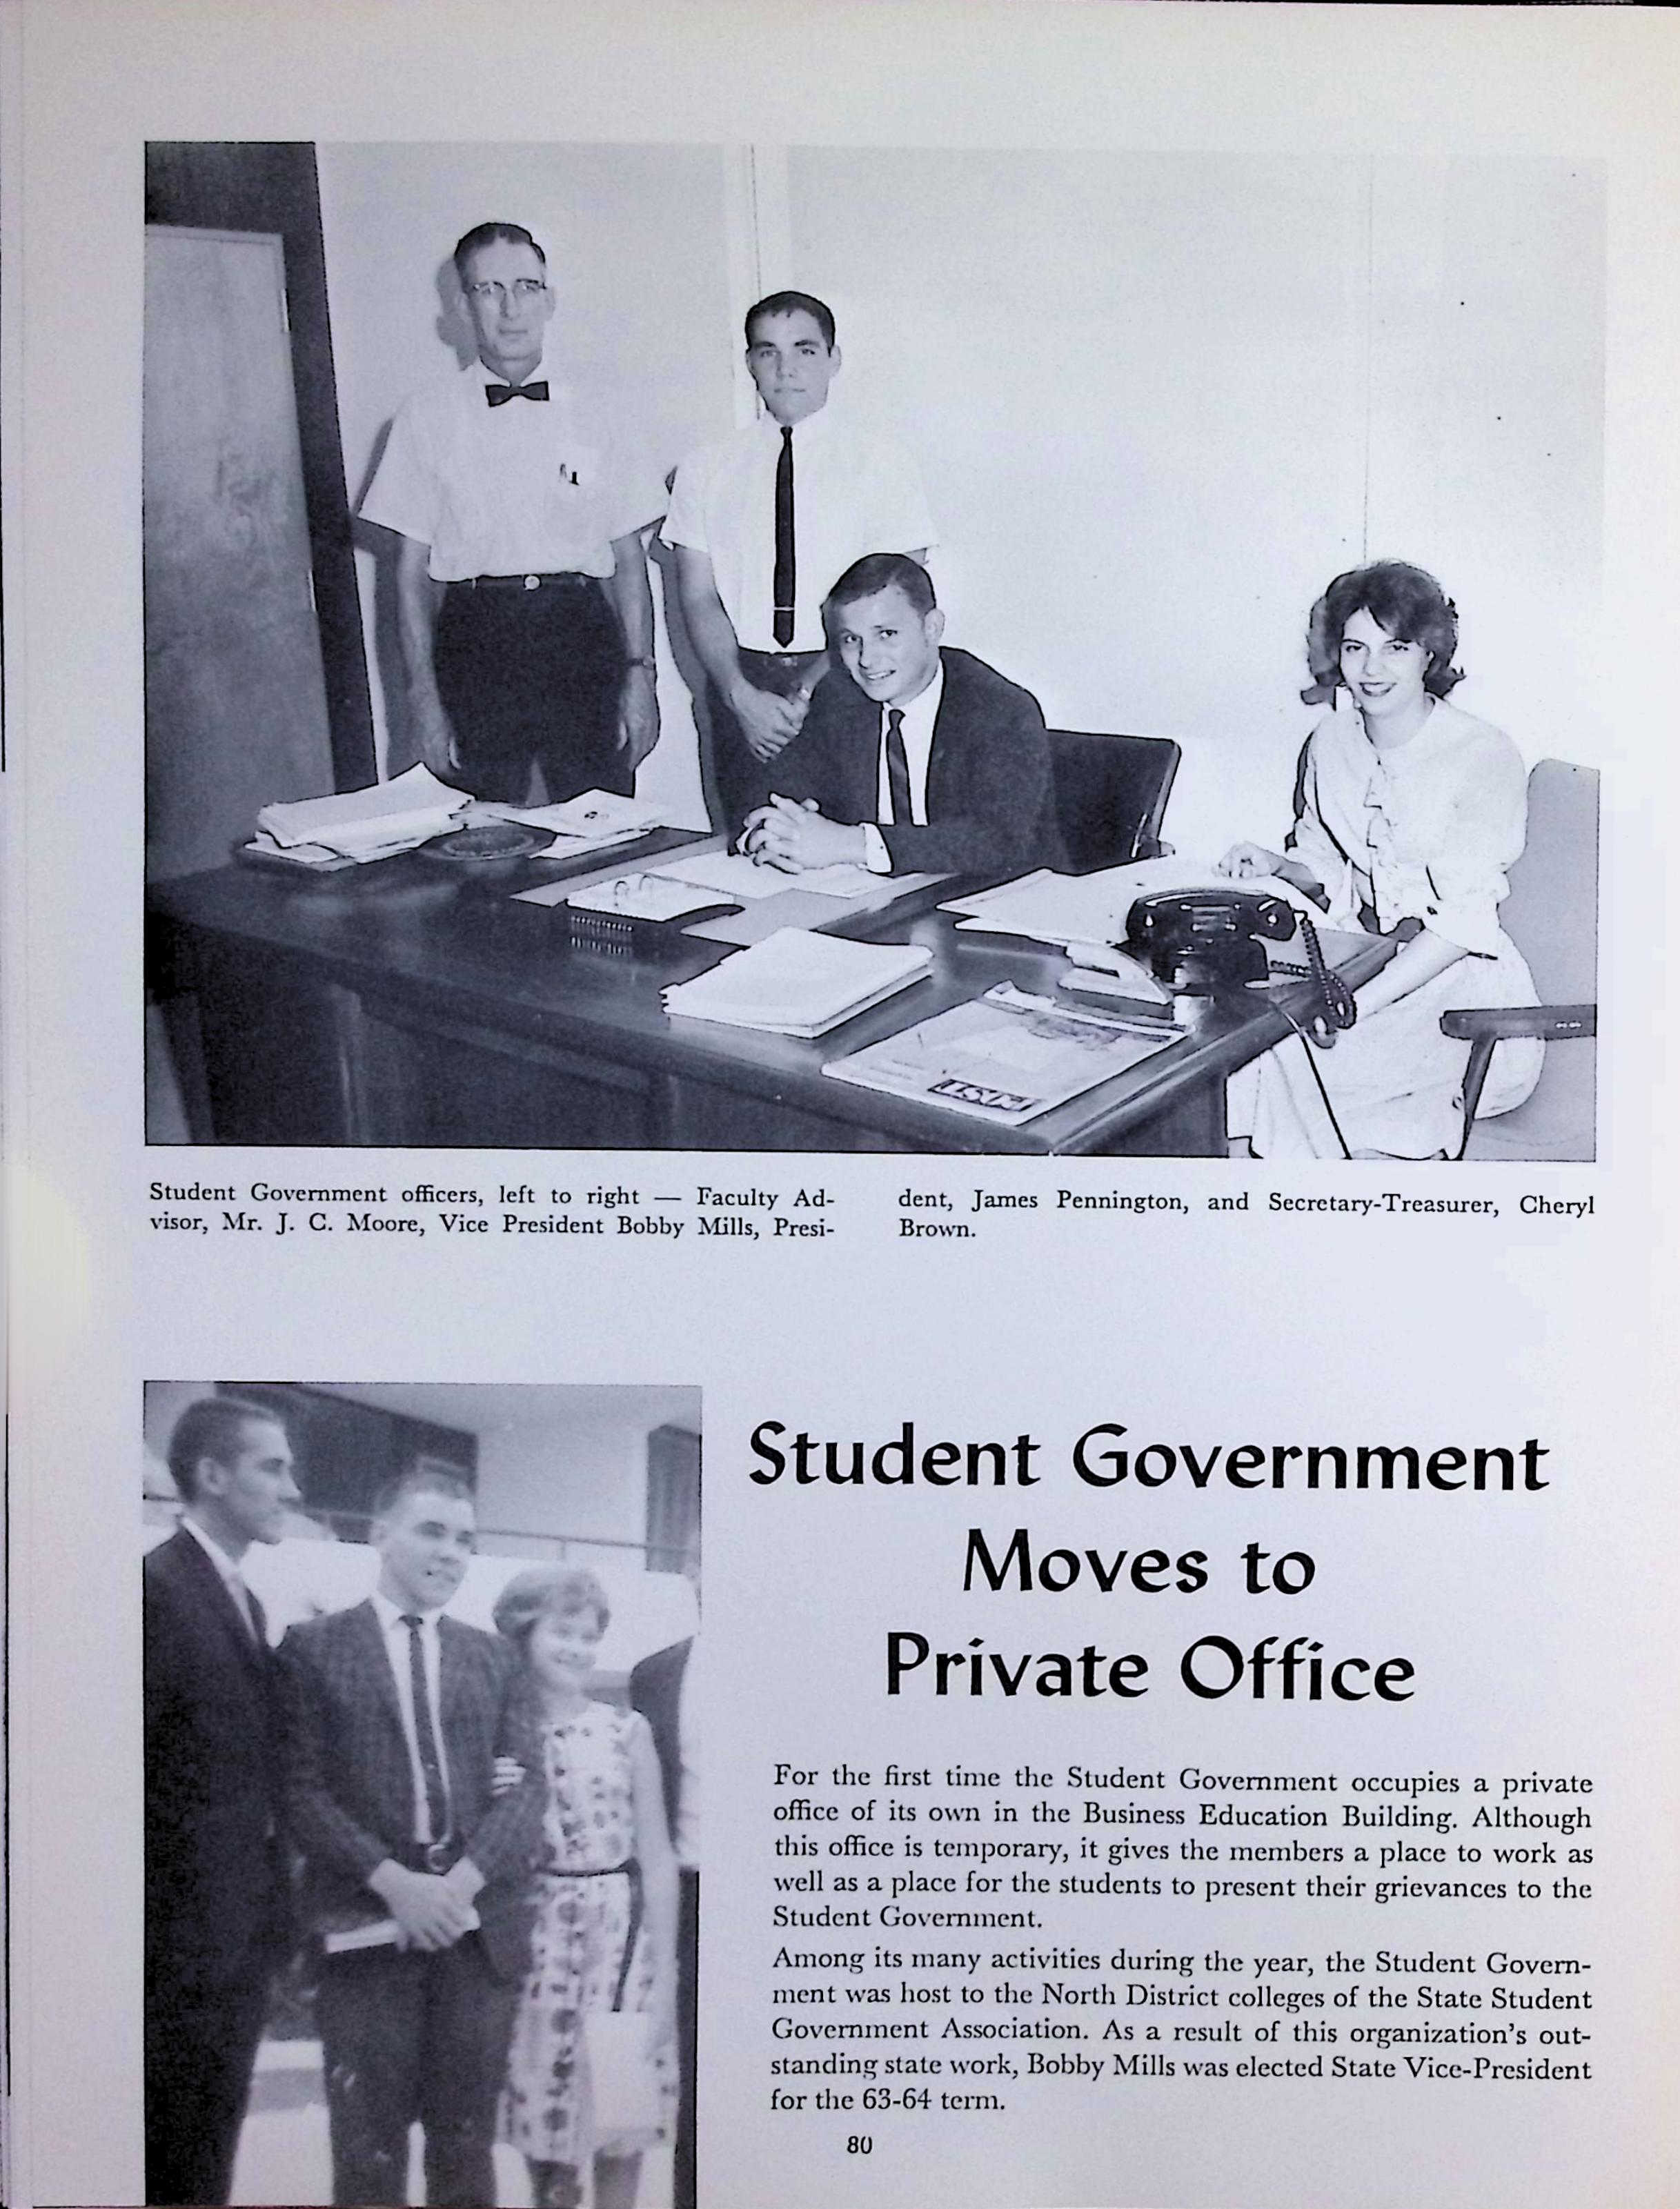 POST
Student Government officers, left to right — Faculty Ad-
visor, Mr. J. C. Moore, Vice President Bobby Mills, Presi-
dent, James Pennington, and Secretary-Treasurer, Cheryl
Brown.
Student Government
Moves to
Private Office
For the first time the Student Government occupies a private
office of its own in the Business Education Building. Although
this office is temporary, it gives the members a place to work as
well as a place for the students to present their grievances to the
Student Government.
Among its many activities during the year, the Student Govern-
ment was host to the North District colleges of the State Student
Government Association. As a result of this organization's out-
standing state work, Bobby Mills was elected State Vice-President
for the 63-64 term.
80